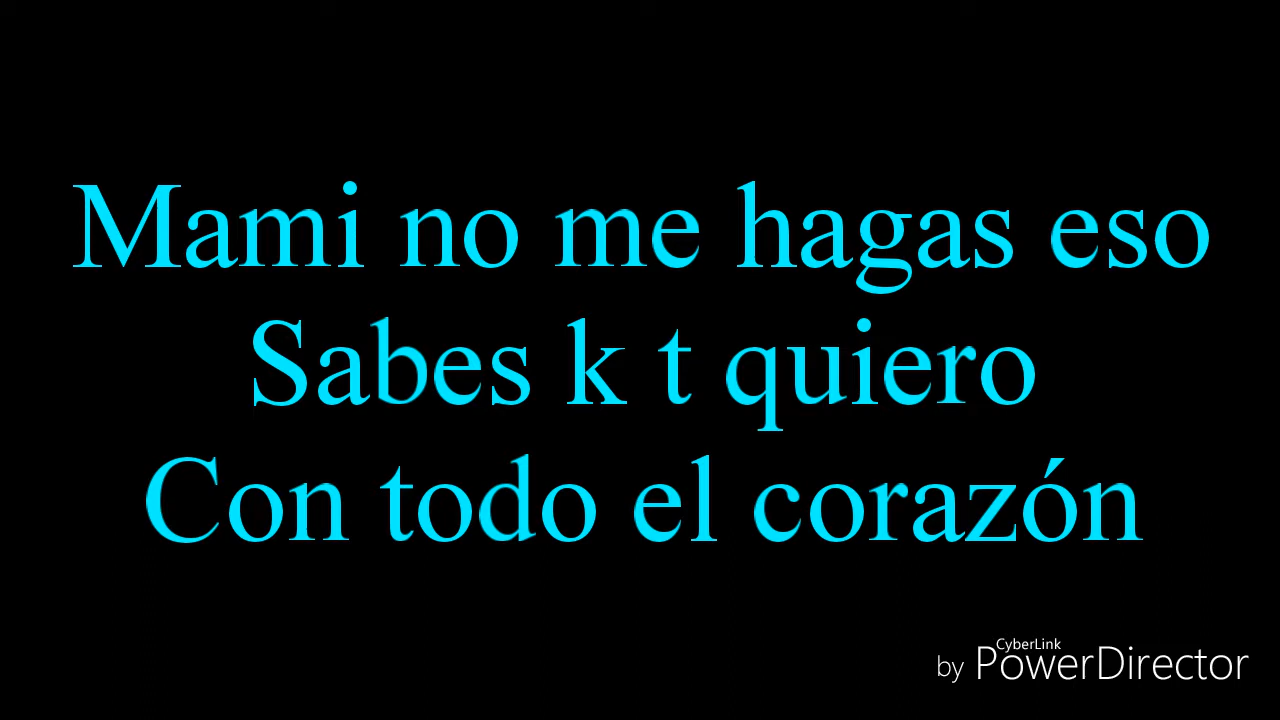 Mami no me hagas eso
Sabes k t quiero
Con todo el corazón
CyberLink
by PowerDirector